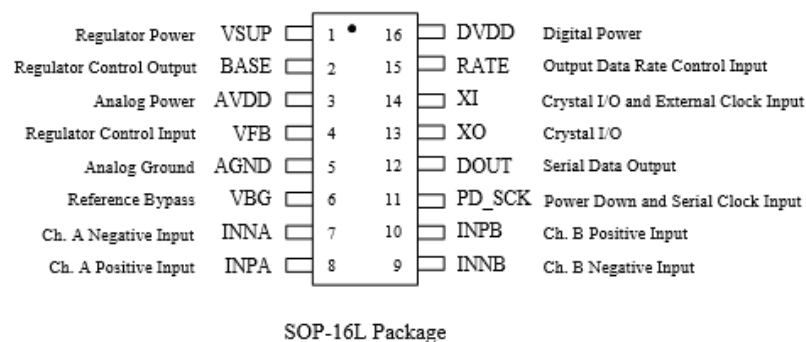 Regulator Power VSUP 1 16 DVDD Digital Power
Regulator Control Output BASE 2 15 RATE Output Data Rate Control Input
Analog Power AVDD 3 14 XI Crystal I/O and External Clock Input
Regulator Control Input VFB 4 13 XO Crystal I/O
Analog Ground AGND 5 12 DOUT Serial Data Output
Reference Bypass VBG 6 11 PD_SCK Power Down and Serial Clock Input
Ch. A Negative Input INNA 7 10 INPB Ch. B Positive Input
Ch. A Positive Input INPA 8 9 INNB Ch. B Negative Input
SOP-16L Package